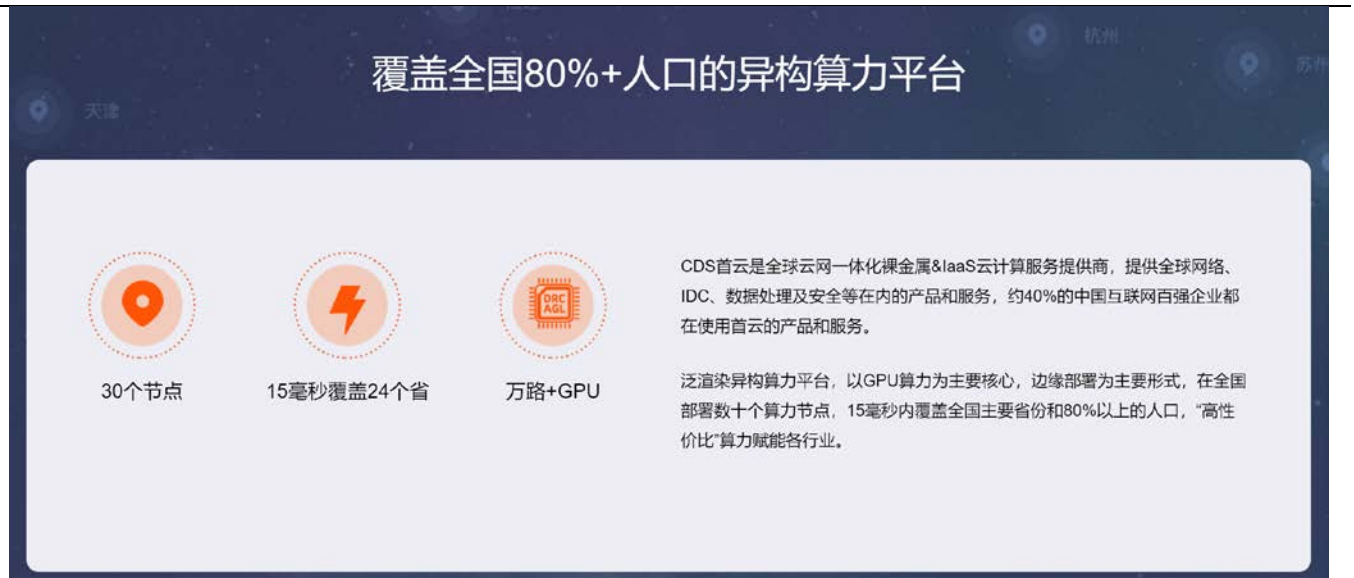 杭州
苏州
覆盖全国80%+人口的异构算力平台
天津
DRC
AGL
30个节点
15毫秒覆盖24个省
万路+GPU
CDS首云是全球云网一体化裸金属&IaaS云计算服务提供商，提供全球网络、
IDC、数据处理及安全等在内的产品和服务，约40%的中国互联网百强企业都
在使用首云的产品和服务。
泛渲染异构算力平台，以GPU算力为主要核心，边缘部署为主要形式，在全国
部署数十个算力节点，15毫秒内覆盖全国主要省份和80%以上的人口，“高性
价比”算力赋能各行业。